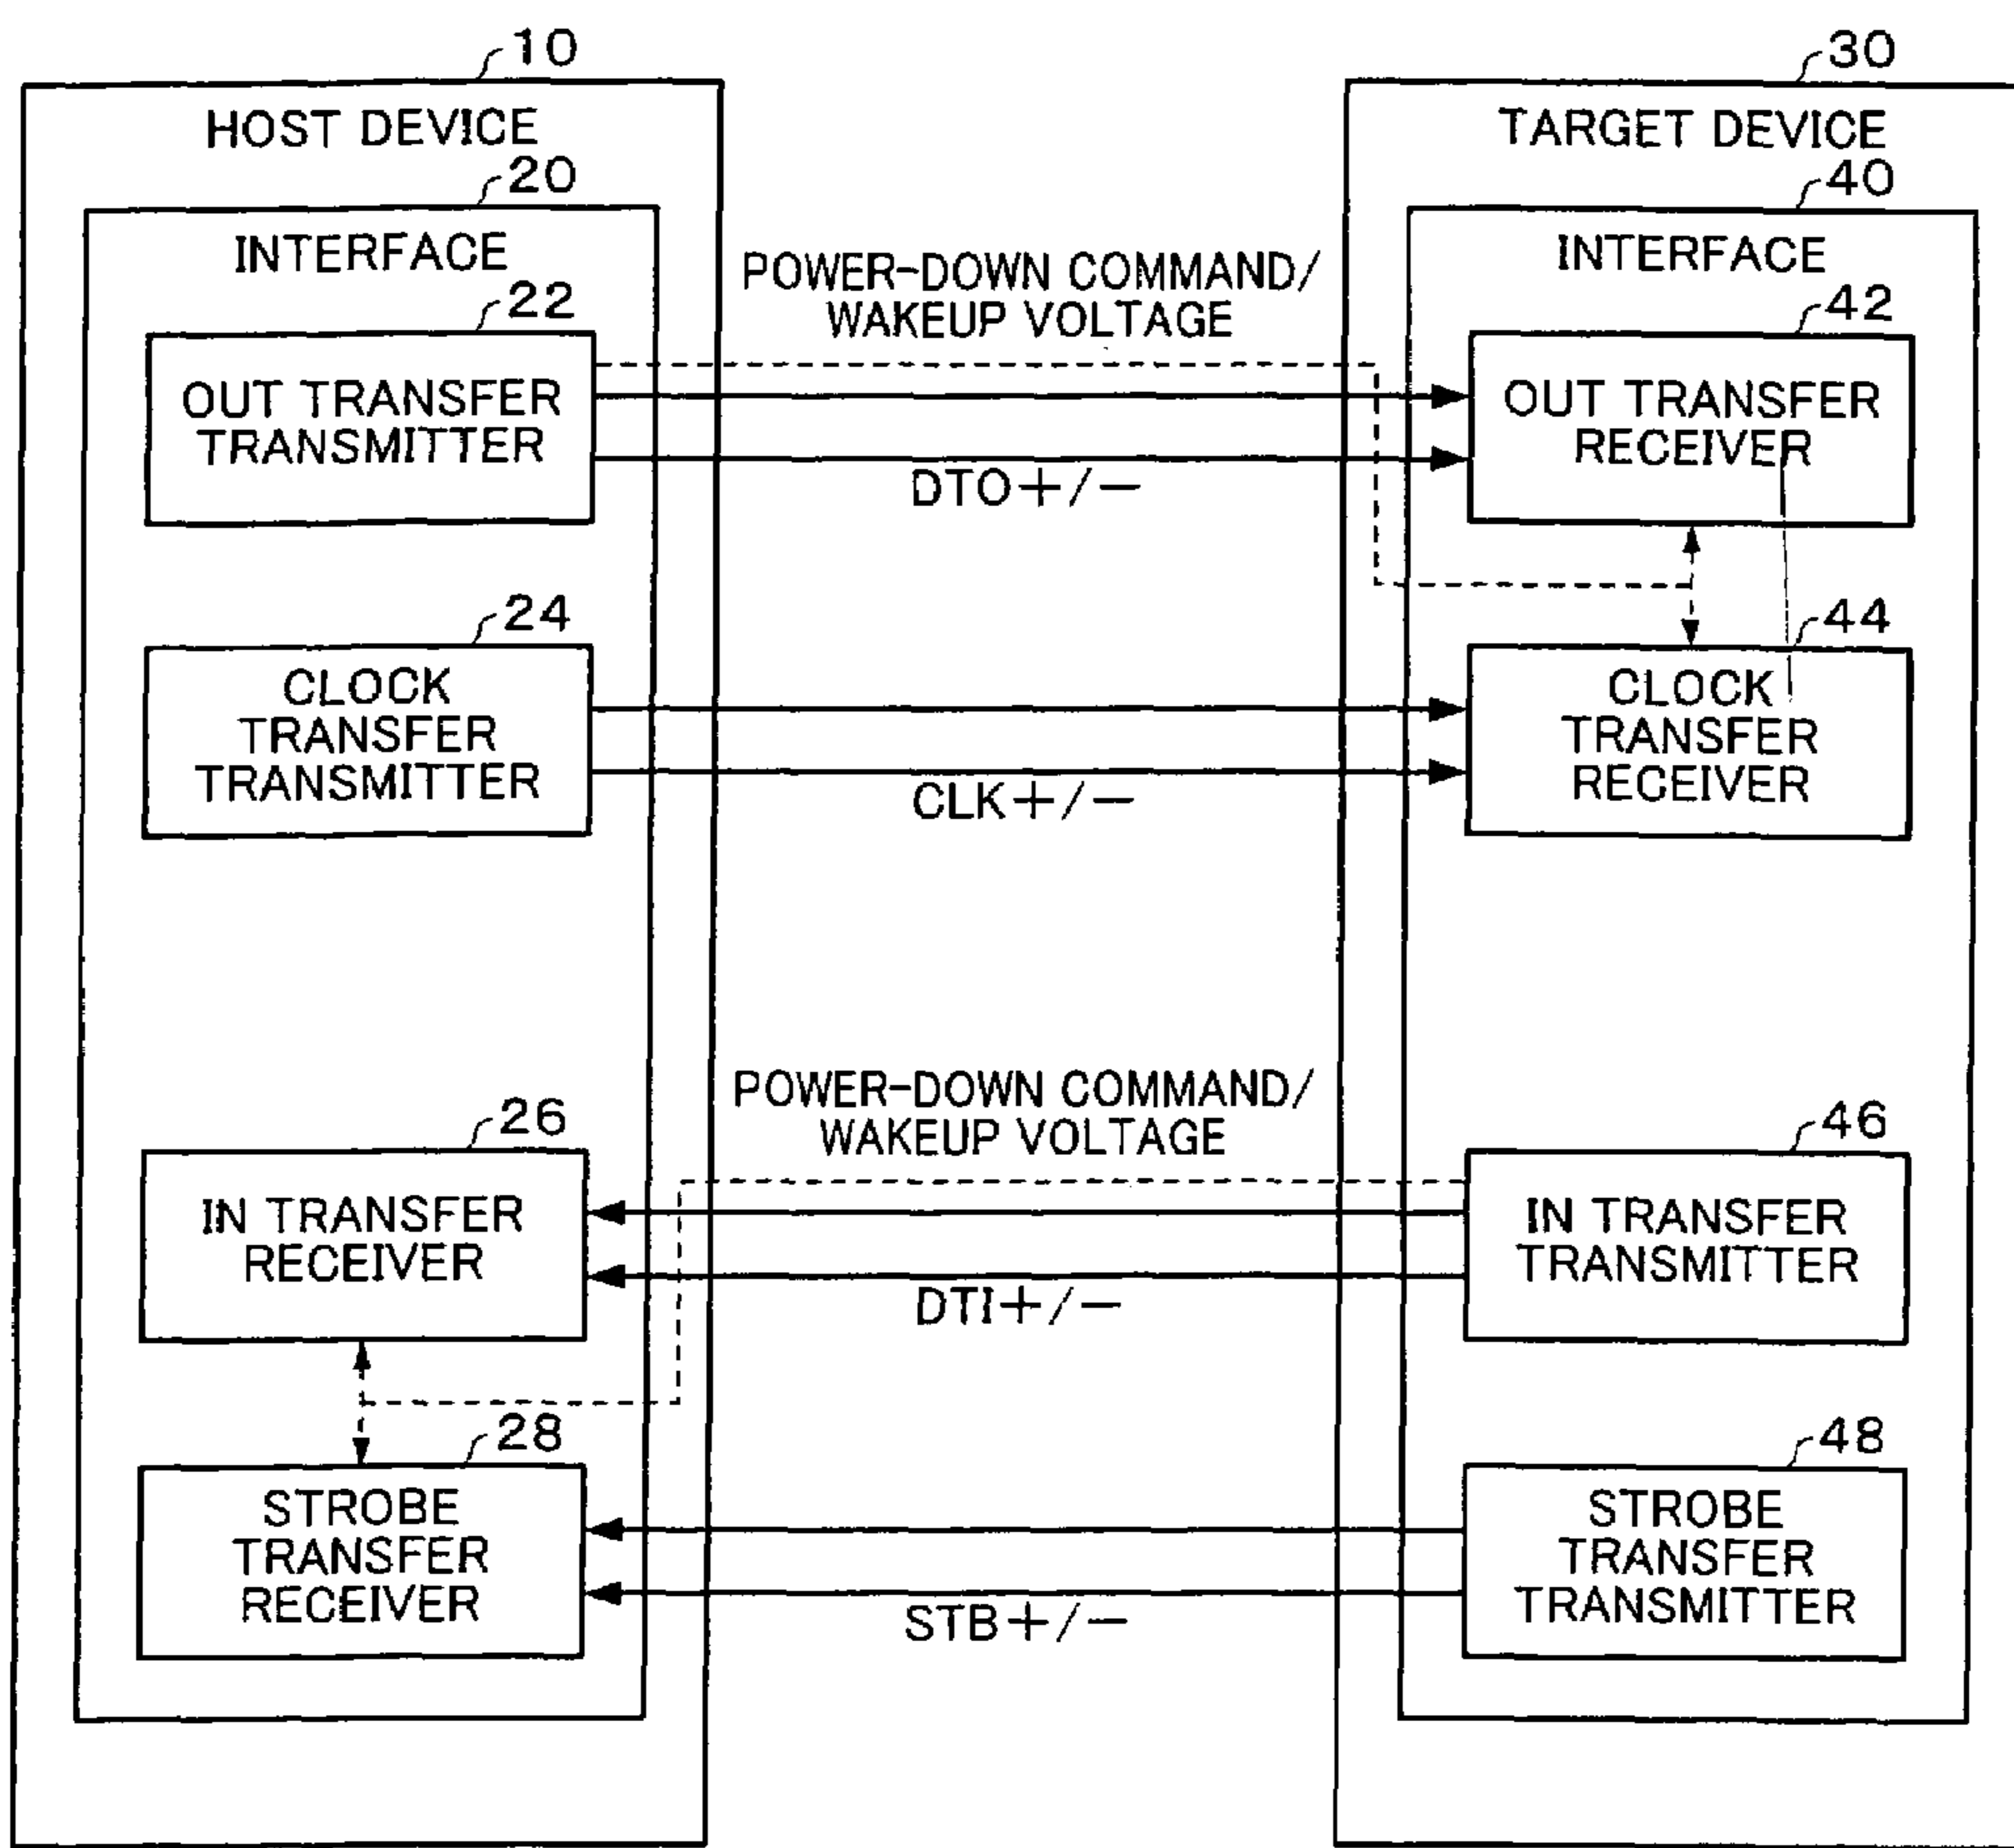 10
HOST DEVICE
20
INTERFACE
22
OUT TRANSFER
TRANSMITTER
24
CLOCK
TRANSFER
TRANSMITTER
26
IN TRANSFER
RECEIVER
28
STROBE
TRANSFER
RECEIVER
POWER-DOWN COMMAND/
WAKEUP VOLTAGE
DTO+/−
CLK+/−
POWER-DOWN COMMAND/
WAKEUP VOLTAGE
DTI+/−
STB+/−
30
TARGET DEVICE
40
INTERFACE
42
OUT TRANSFER
RECEIVER
44
CLOCK
TRANSFER
RECEIVER
46
IN TRANSFER
TRANSMITTER
48
STROBE
TRANSFER
TRANSMITTER